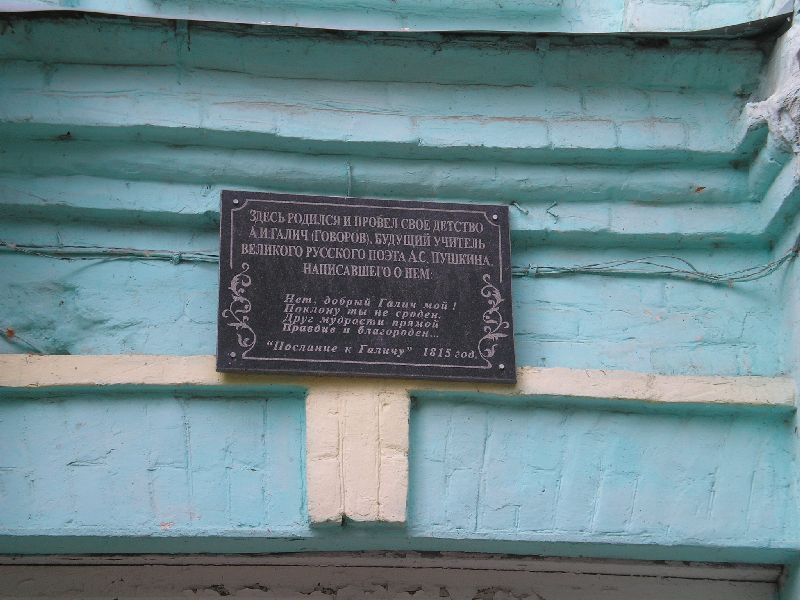 ЗДЕСЬ РОДИЛСЯ И ПРОВЕЛ СВОЕ ДЕТСТВО
А.И.ГАЛИЧ (ГОВОРОВ), БУДУЩИЙ УЧИТЕЛЬ
ВЕЛИКОГО РУССКОГО ПОЭТА А.С. ПУШКИНА,
НАПИСАВШЕГО О НЕМ:
Нет, добрый Галич мой !
Поклону ты не сроден.
Друг мудрости прямой
Правдив и благороден...
"Послание к Галичу" 1815 год.